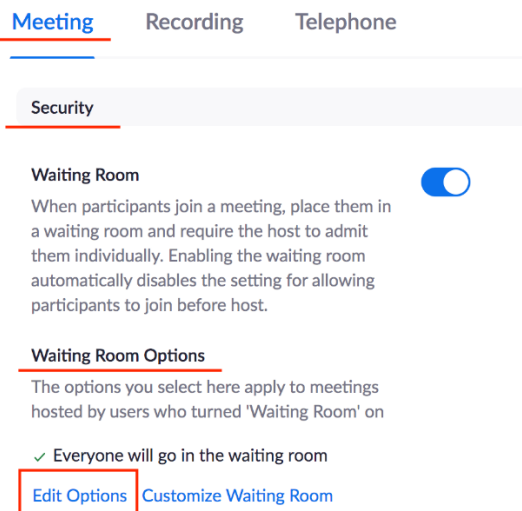 Meeting Recording Telephone
Security
Waiting Room
When participants join a meeting, place them in
a waiting room and require the host to admit
them individually. Enabling the waiting room
automatically disables the setting for allowing
participants to join before host.
Waiting Room Options
The options you select here apply to meetings
hosted by users who turned 'Waiting Room' on
✓ Everyone will go in the waiting room
Edit Options Customize Waiting Room